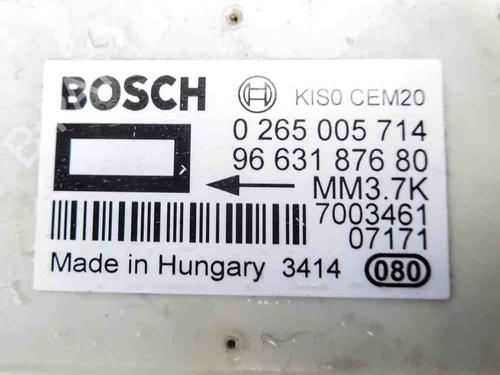 BOSCH KIS0 CEM20
0 265 005 714
96 631 876 80
MM3.7K
7003461
07171
Made in Hungary 3414 080